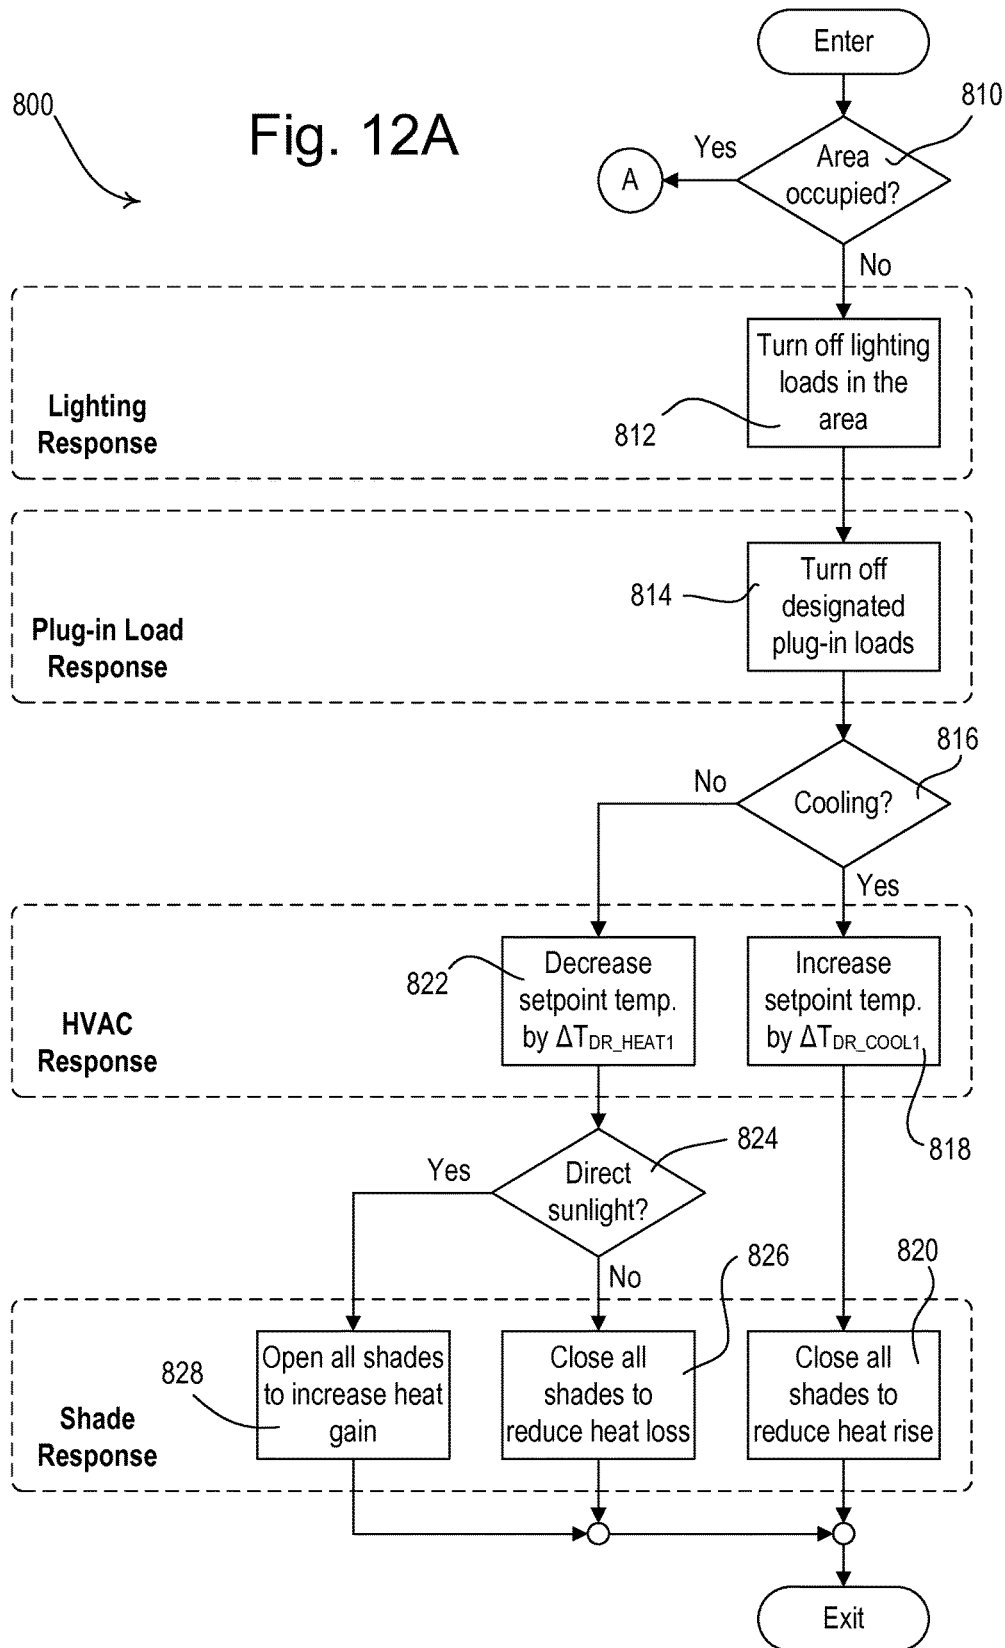 Enter
800
Fig. 12A
810
Yes
Area
occupied?
A
No
Turn off lighting
loads in the
area
812
Lighting
Response
Turn off
designated
plug-in loads
814
Plug-in Load
Response
816
No
Cooling?
Yes
822
Decrease
setpoint temp.
by ΔTDR_HEAT1
Increase
setpoint temp.
by ΔTDR_COOL1
HVAC
Response
818
824
Yes
Direct
sunlight?
No
826
820
828
Open all shades
to increase heat
gain
Close all
shades to
reduce heat loss
Close all
shades to
reduce heat rise
Shade
Response
Exit